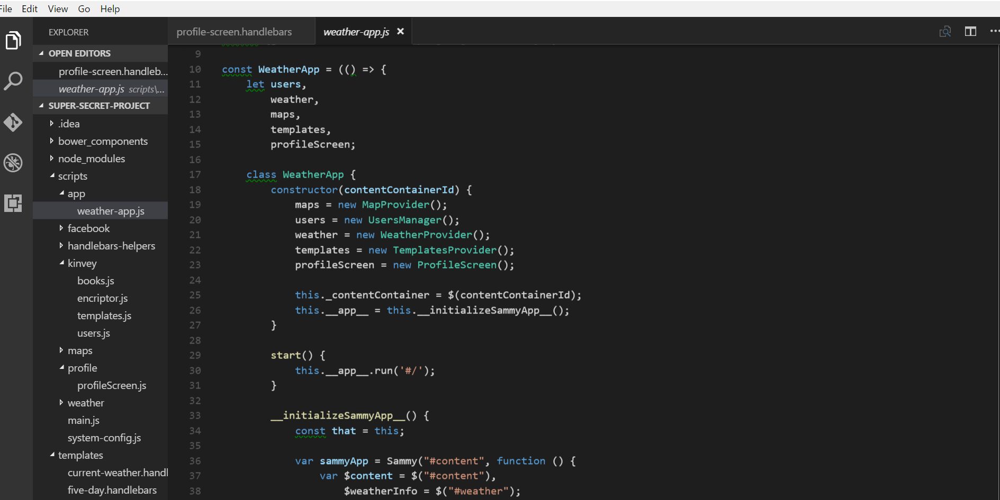 File Edit View Go Help
EXPLORER
OPEN EDITORS
profile-screen.handleb...
weather-app.js scripts\...
SUPER-SECRET-PROJECT
.idea
bower_components
node_modules
scripts
app
weather-app.js
facebook
handlebars-helpers
kinvey
books.js
encriptor.js
templates.js
users.js
maps
profile
profileScreen.js
weather
main.js
system-config.js
templates
current-weather.handl
five-day.handlebars
profile-screen.handlebars weather-app.js
9
10 const WeatherApp = (() => {
11     let users,
12         weather,
13         maps,
14         templates,
15         profileScreen;
16
17     class WeatherApp {
18         constructor(contentContainerId) {
19             maps = new MapProvider();
20             users = new UsersManager();
21             weather = new WeatherProvider();
22             templates = new TemplatesProvider();
23             profileScreen = new ProfileScreen();
24
25             this._contentContainer = $(contentContainerId);
26             this.__app__ = this.__initializeSammyApp__();
27         }
28
29         start() {
30             this.__app__.run('#/');
31         }
32
33         __initializeSammyApp__() {
34             const that = this;
35
36             var sammyApp = Sammy("#content", function () {
37                 var $content = $("#content"),
38                     $weatherInfo = $("#weather");